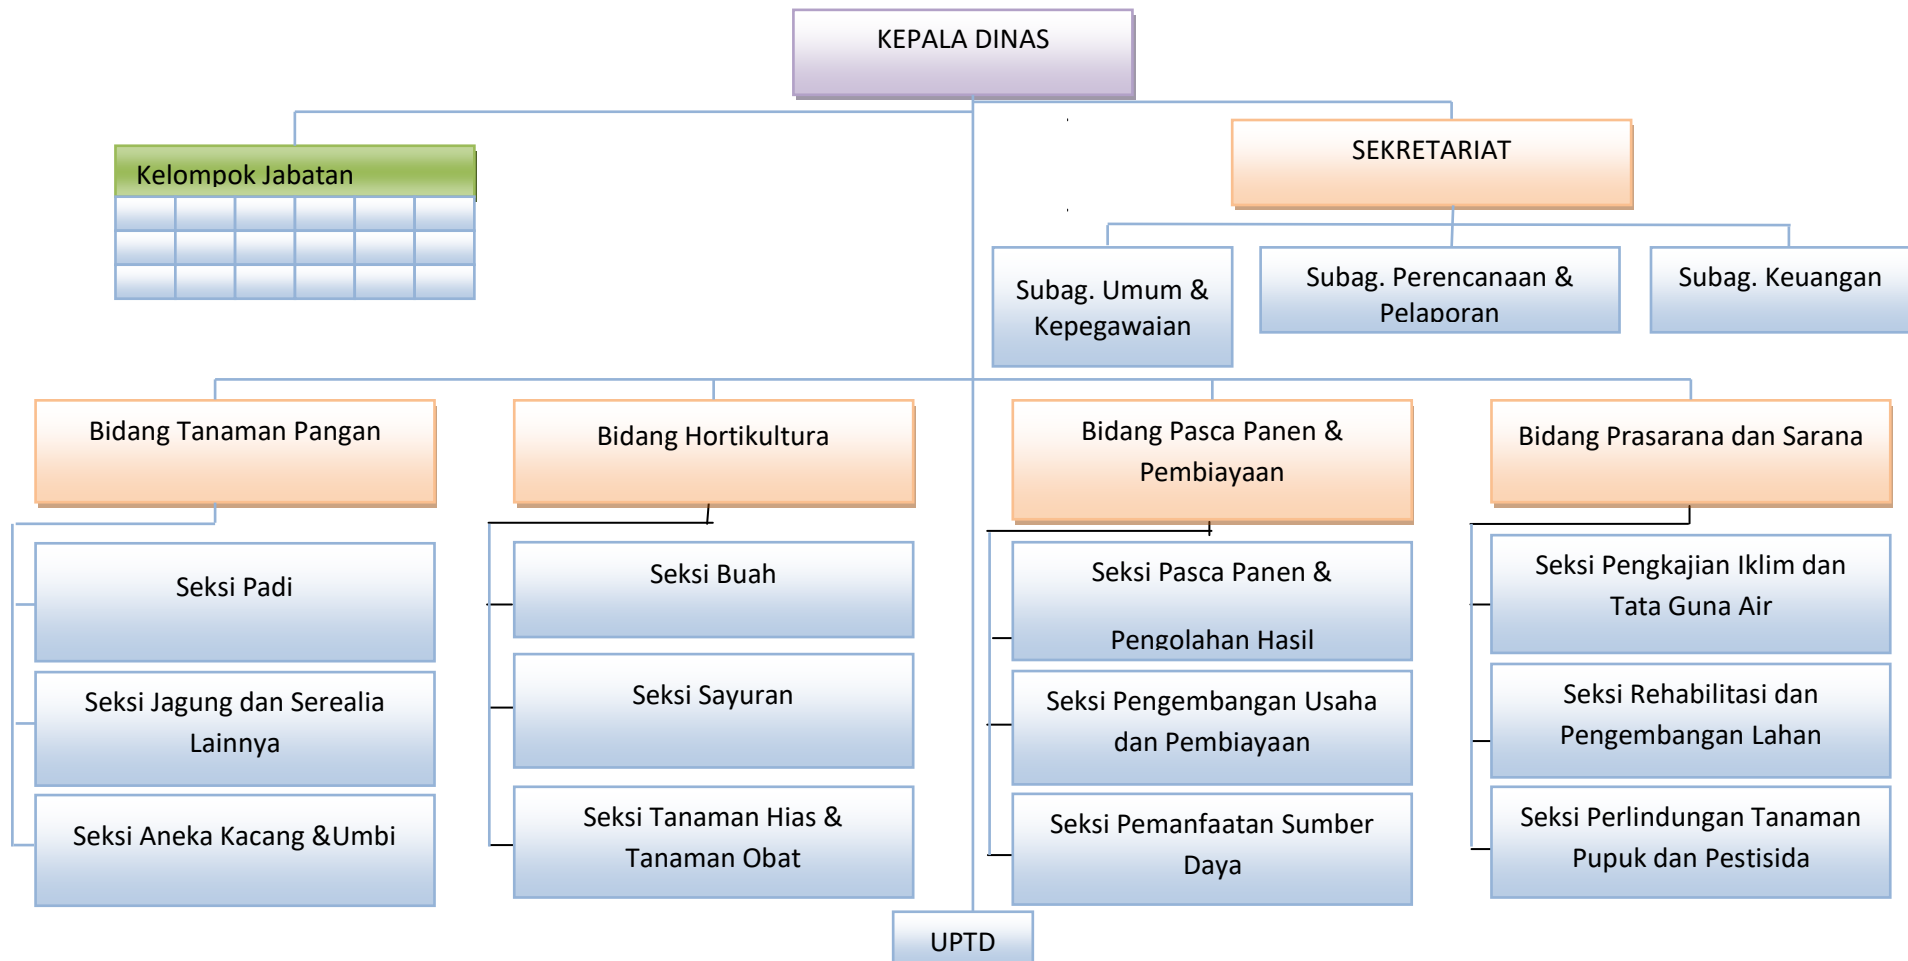 KEPALA DINAS
SEKRETARIAT
Kelompok Jabatan
Subag. Umum &
Kepegawaian
Subag. Perencanaan &
Pelaporan
Subag. Keuangan
Bidang Tanaman Pangan
Bidang Hortikultura
Bidang Pasca Panen &
Pembiayaan
Bidang Prasarana dan Sarana
Seksi Padi
Seksi Jagung dan Serealia
Lainnya
Seksi Aneka Kacang &Umbi
Seksi Buah
Seksi Sayuran
Seksi Tanaman Hias &
Tanaman Obat
Seksi Pasca Panen &
Pengolahan Hasil
Seksi Pengembangan Usaha
dan Pembiayaan
Seksi Pemanfaatan Sumber
Daya
Seksi Pengkajian Iklim dan
Tata Guna Air
Seksi Rehabilitasi dan
Pengembangan Lahan
Seksi Perlindungan Tanaman
Pupuk dan Pestisida
UPTD